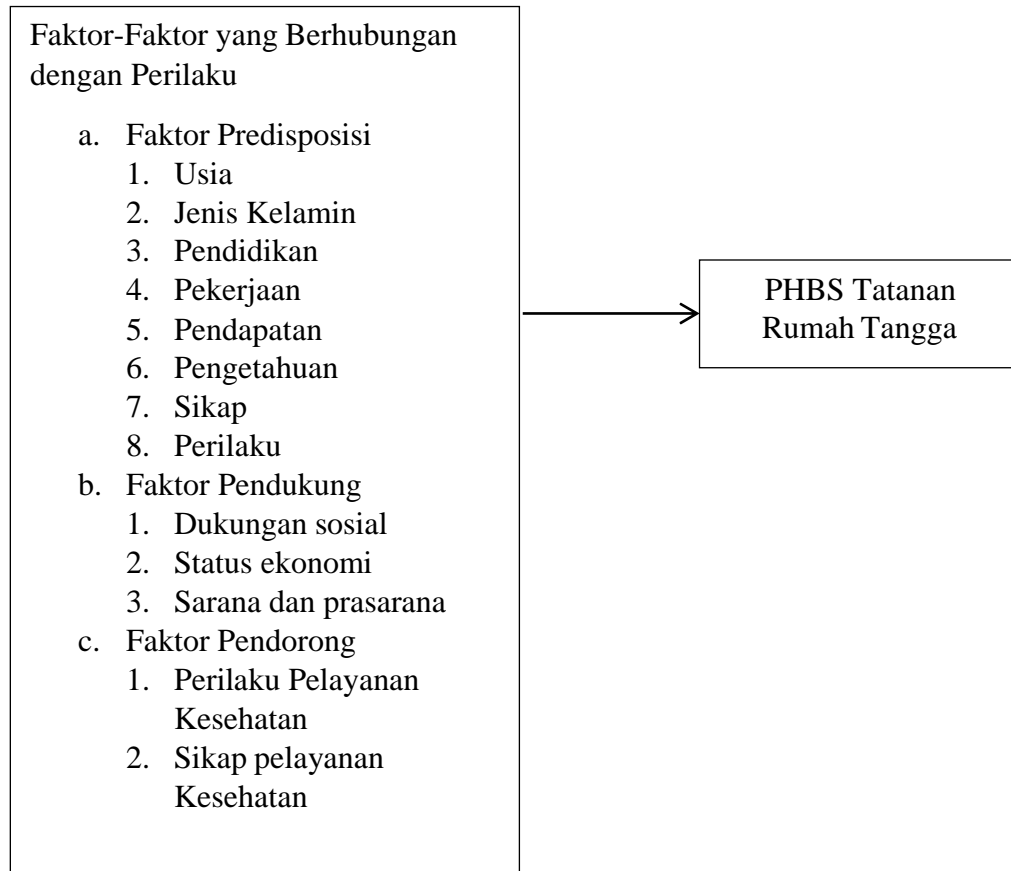 Faktor-Faktor yang Berhubungan
dengan Perilaku
a. Faktor Predisposisi
1. Usia
2. Jenis Kelamin
3. Pendidikan
4. Pekerjaan
5. Pendapatan
6. Pengetahuan
7. Sikap
8. Perilaku
b. Faktor Pendukung
1. Dukungan sosial
2. Status ekonomi
3. Sarana dan prasarana
c. Faktor Pendorong
1. Perilaku Pelayanan
Kesehatan
2. Sikap pelayanan
Kesehatan
PHBS Tatanan
Rumah Tangga